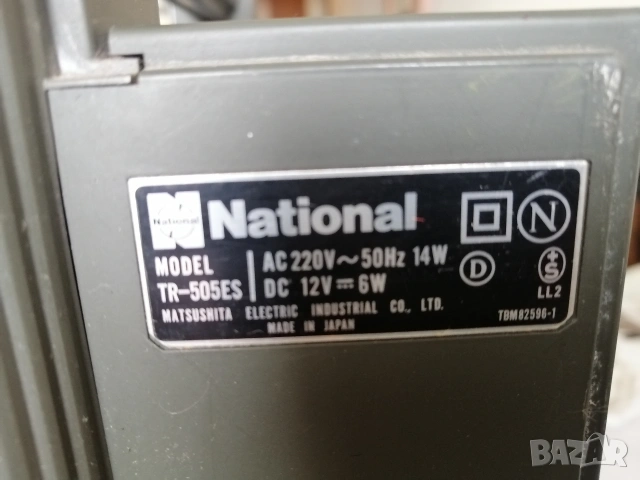 National
National
N
MODEL AC 220V～50Hz 14W
TR-505ES DC 12V⎓6W
D
+S
LL2
MATSUSHITA ELECTRIC INDUSTRIAL CO., LTD.
MADE IN JAPAN
TBM82596-1
BAZAR